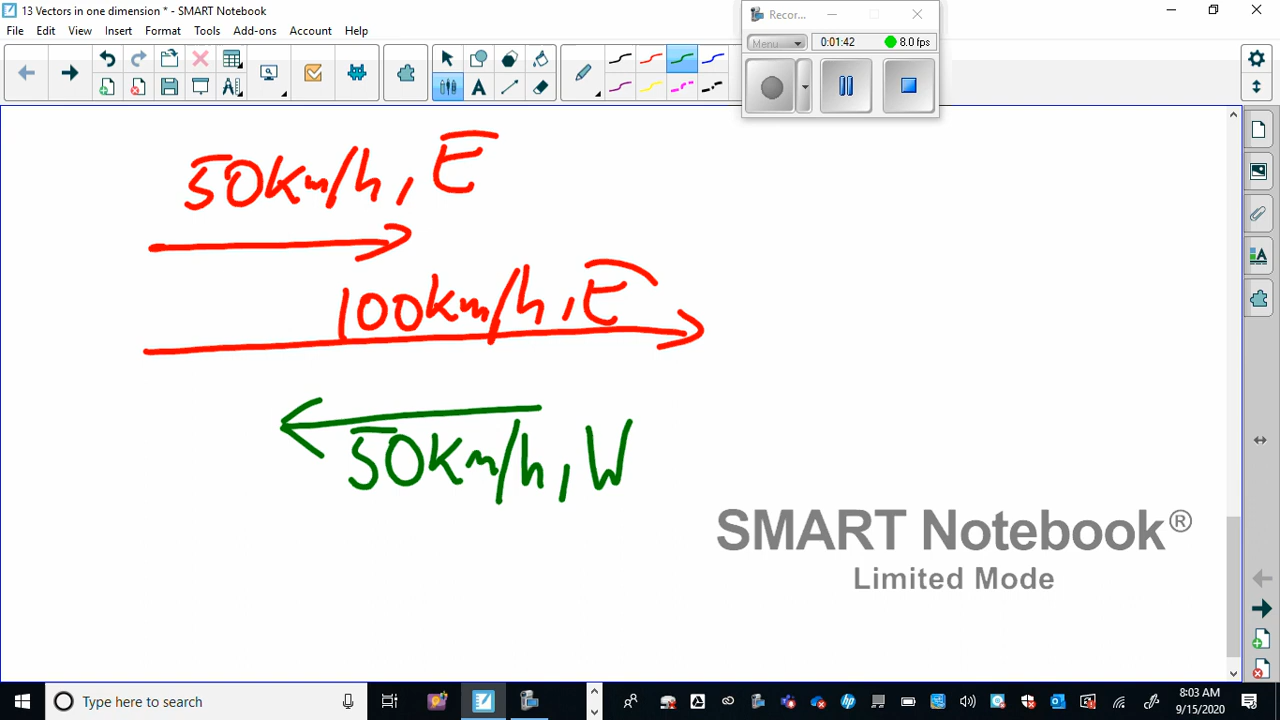 13 Vectors in one dimension * - SMART Notebook
File Edit View Insert Format Tools Add-ons Account Help
Recor...
Menu 0:01:42 8.0 fps
50km/h, E
100km/h, E
50km/h, W
SMART Notebook®
Limited Mode
Type here to search
8:03 AM
9/15/2020